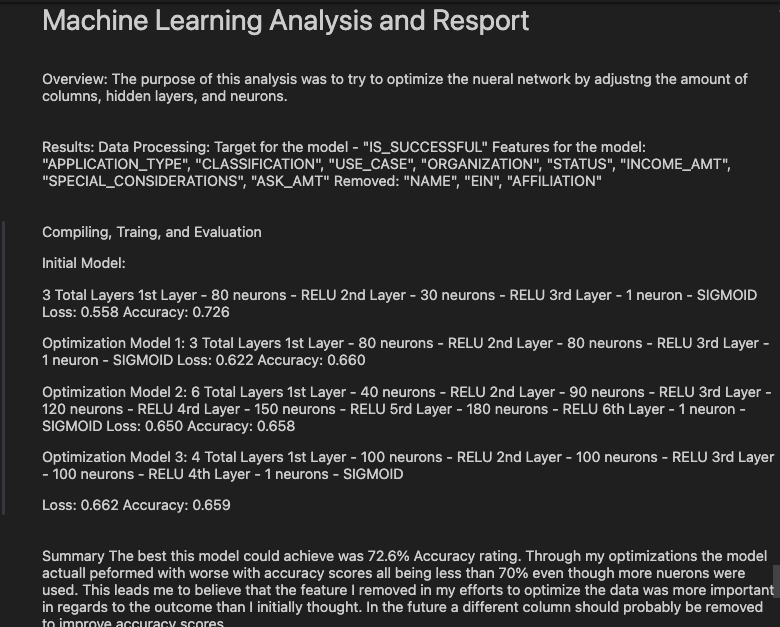 Machine Learning Analysis and Resport
Overview: The purpose of this analysis was to try to optimize the nueral network by adjustng the amount of
columns, hidden layers, and neurons.
Results: Data Processing: Target for the model - "IS_SUCCESSFUL" Features for the model:
"APPLICATION_TYPE", "CLASSIFICATION", "USE_CASE", "ORGANIZATION", "STATUS", "INCOME_AMT",
"SPECIAL_CONSIDERATIONS", "ASK_AMT" Removed: "NAME", "EIN", "AFFILIATION"
Compiling, Traing, and Evaluation
Initial Model:
3 Total Layers 1st Layer - 80 neurons - RELU 2nd Layer - 30 neurons - RELU 3rd Layer - 1 neuron - SIGMOID
Loss: 0.558 Accuracy: 0.726
Optimization Model 1: 3 Total Layers 1st Layer - 80 neurons - RELU 2nd Layer - 80 neurons - RELU 3rd Layer -
1 neuron - SIGMOID Loss: 0.622 Accuracy: 0.660
Optimization Model 2: 6 Total Layers 1st Layer - 40 neurons - RELU 2nd Layer - 90 neurons - RELU 3rd Layer -
120 neurons - RELU 4rd Layer - 150 neurons - RELU 5rd Layer - 180 neurons - RELU 6th Layer - 1 neuron -
SIGMOID Loss: 0.650 Accuracy: 0.658
Optimization Model 3: 4 Total Layers 1st Layer - 100 neurons - RELU 2nd Layer - 100 neurons - RELU 3rd Layer
- 100 neurons - RELU 4th Layer - 1 neurons - SIGMOID
Loss: 0.662 Accuracy: 0.659
Summary The best this model could achieve was 72.6% Accuracy rating. Through my optimizations the model
actuall peformed with worse with accuracy scores all being less than 70% even though more nuerons were
used. This leads me to believe that the feature I removed in my efforts to optimize the data was more important
in regards to the outcome than I initially thought. In the future a different column should probably be removed
to improve accuracy scores